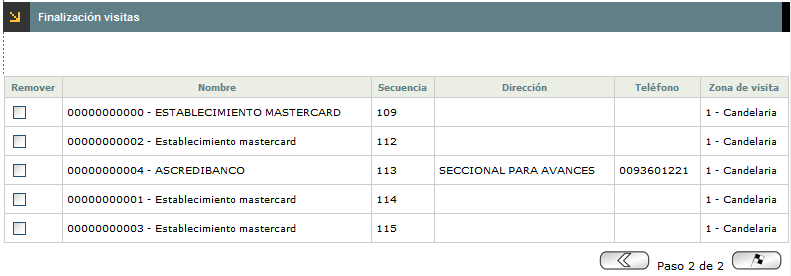 Finalización visitas
Remover Nombre Secuencia Dirección Teléfono Zona de visita
00000000000 - ESTABLECIMIENTO MASTERCARD 109 1 - Candelaria
00000000002 - Establecimiento mastercard 112 1 - Candelaria
00000000004 - ASCREDIBANCO 113 SECCIONAL PARA AVANCES 0093601221 1 - Candelaria
00000000001 - Establecimiento mastercard 114 1 - Candelaria
00000000003 - Establecimiento mastercard 115 1 - Candelaria
Paso 2 de 2